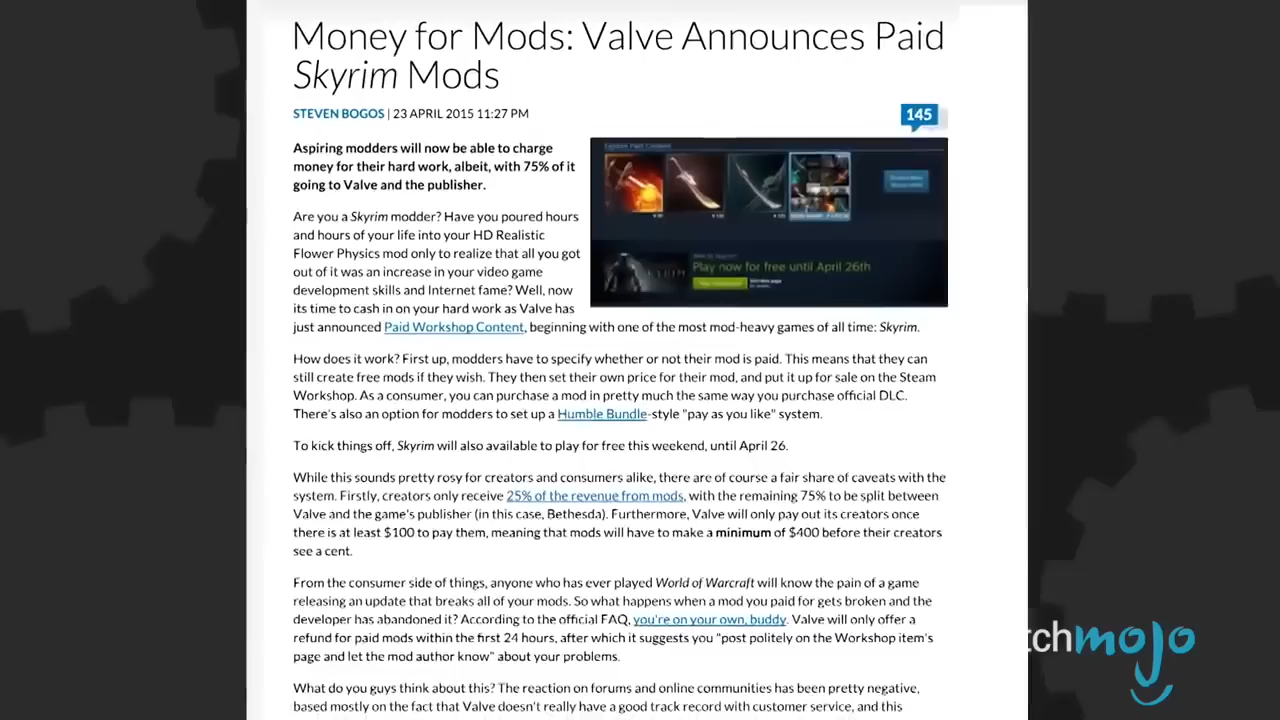 Money for Mods: Valve Announces Paid
Skyrim Mods
STEVEN BOGOS | 23 APRIL 2015 11:27 PM
145
Aspiring modders will now be able to charge
money for their hard work, albeit, with 75% of it
going to Valve and the publisher.
Play now for free until April 26th
Are you a Skyrim modder? Have you poured hours
and hours of your life into your HD Realistic
Flower Physics mod only to realize that all you got
out of it was an increase in your video game
development skills and Internet fame? Well, now
its time to cash in on your hard work as Valve has
just announced Paid Workshop Content, beginning with one of the most mod-heavy games of all time: Skyrim.
How does it work? First up, modders have to specify whether or not their mod is paid. This means that they can
still create free mods if they wish. They then set their own price for their mod, and put it up for sale on the Steam
Workshop. As a consumer, you can purchase a mod in pretty much the same way you purchase official DLC.
There's also an option for modders to set up a Humble Bundle-style "pay as you like" system.
To kick things off, Skyrim will also available to play for free this weekend, until April 26.
While this sounds pretty rosy for creators and consumers alike, there are of course a fair share of caveats with the
system. Firstly, creators only receive 25% of the revenue from mods, with the remaining 75% to be split between
Valve and the game's publisher (in this case, Bethesda). Furthermore, Valve will only pay out its creators once
there is at least $100 to pay them, meaning that mods will have to make a minimum of $400 before their creators
see a cent.
From the consumer side of things, anyone who has ever played World of Warcraft will know the pain of a game
releasing an update that breaks all of your mods. So what happens when a mod you paid for gets broken and the
developer has abandoned it? According to the official FAQ, you're on your own, buddy. Valve will only offer a
refund for paid mods within the first 24 hours, after which it suggests you "post politely on the Workshop item's
page and let the mod author know" about your problems.
What do you guys think about this? The reaction on forums and online communities has been pretty negative,
based mostly on the fact that Valve doesn't really have a good track record with customer service, and this
tchmojo